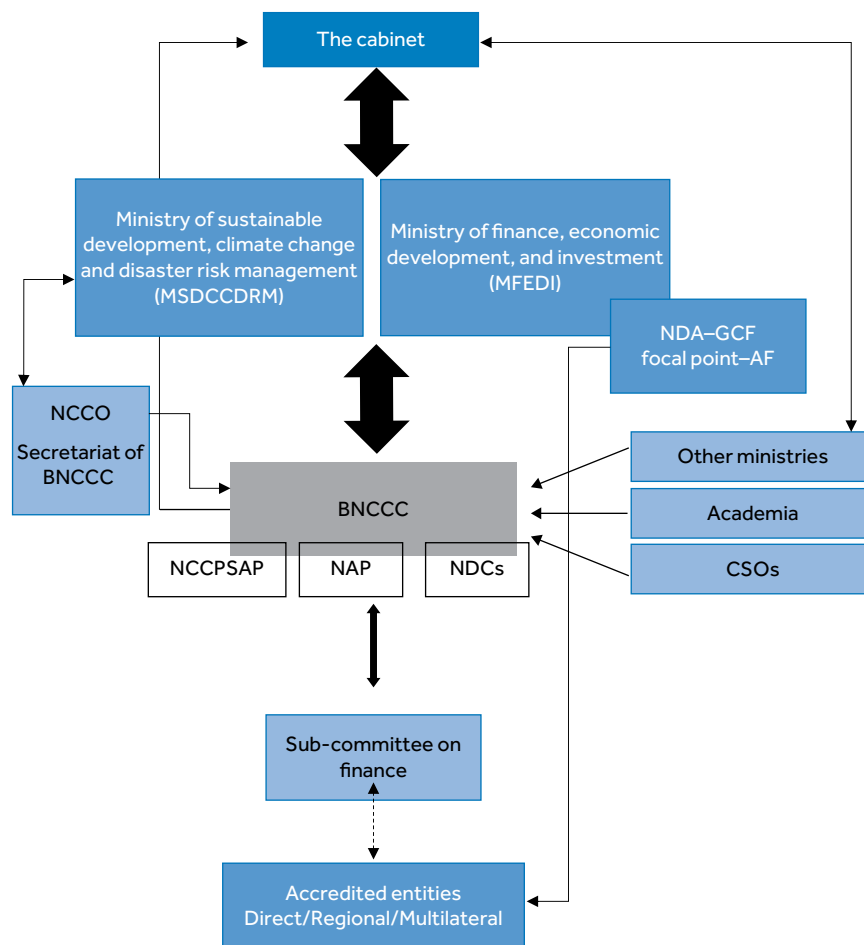 The cabinet
Ministry of sustainable
development, climate change
and disaster risk management
(MSDCCDRM)
Ministry of finance, economic
development, and investment
(MFEDI)
NDA–GCF
focal point–AF
NCCO
Secretariat of
BNCCC
Other ministries
BNCCC
Academia
CSOs
NCCPSAP
NAP
NDCs
Sub-committee on
finance
Accredited entities
Direct/Regional/Multilateral